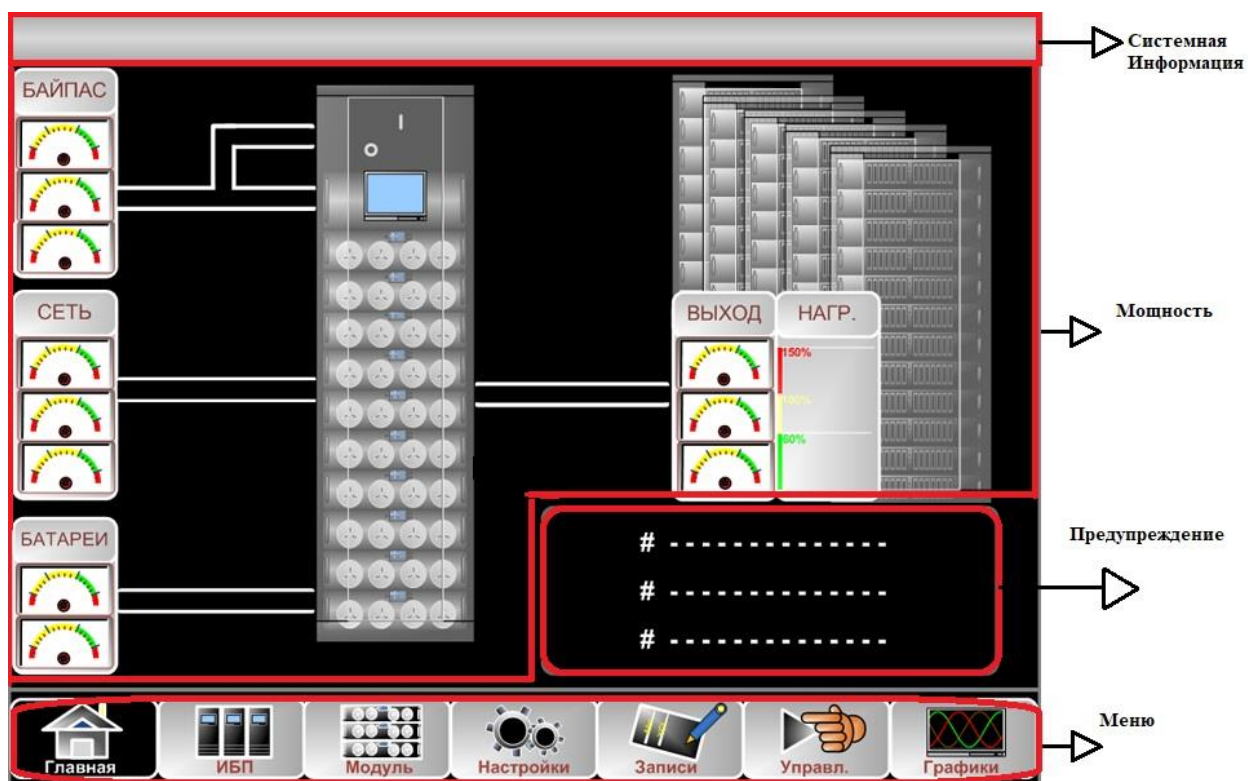 Системная
Информация
БАЙПАС
СЕТЬ
ВЫХОД НАГР.
150%
100%
60%
Мощность
БАТАРЕИ
# - - - - - - - - - - - - - -
# - - - - - - - - - - - - - -
# - - - - - - - - - - - - - -
Предупреждение
Главная ИБП Модуль Настройки Записи Управл. Графики
Меню